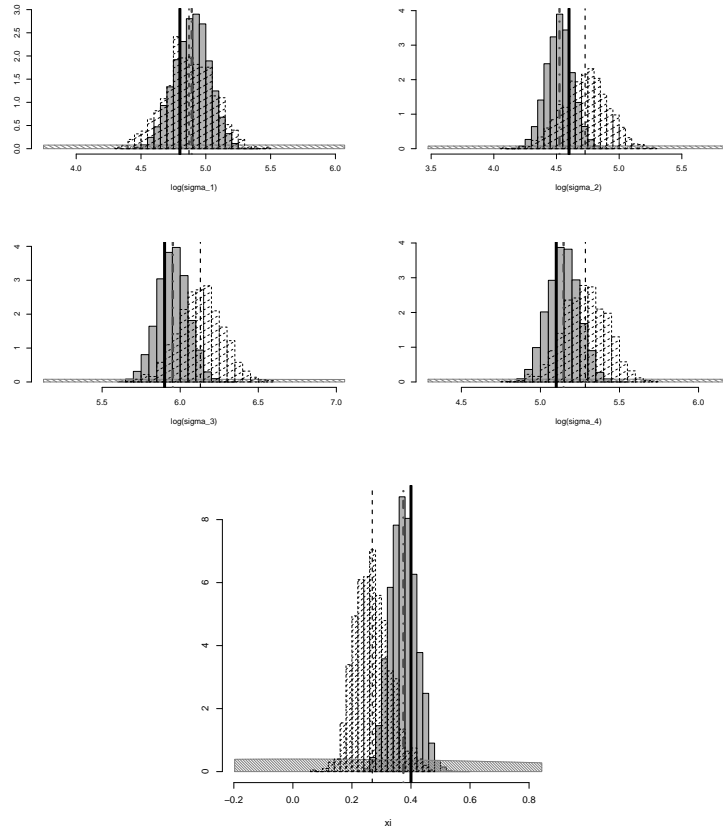 0.0 0.5 1.0 1.5 2.0 2.5 3.0
4.0 4.5 5.0 5.5 6.0
log(sigma_1)
0 1 2 3 4
3.5 4.0 4.5 5.0 5.5
log(sigma_2)
0 1 2 3 4
5.5 6.0 6.5 7.0
log(sigma_3)
0 1 2 3 4
4.5 5.0 5.5 6.0
log(sigma_4)
0 2 4 6 8
−0.2 0.0 0.2 0.4 0.6 0.8
xi